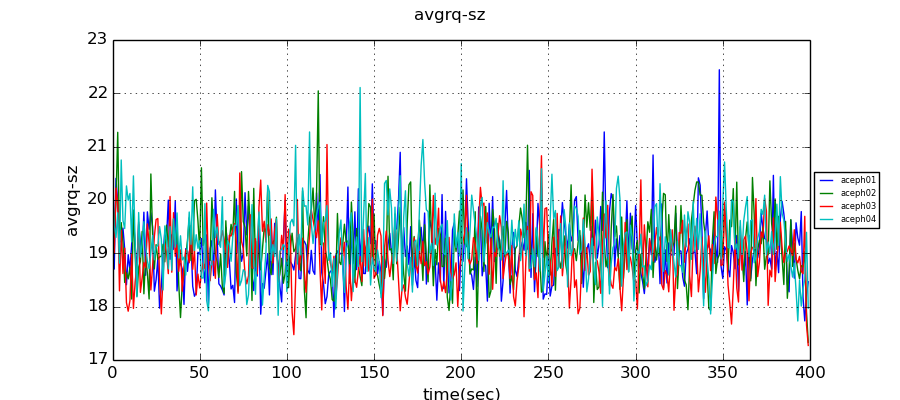 avgrq-sz
23
22
21
20
19
18
17
avgrq-sz
0 50 100 150 200 250 300 350 400
time(sec)
aceph01
aceph02
aceph03
aceph04